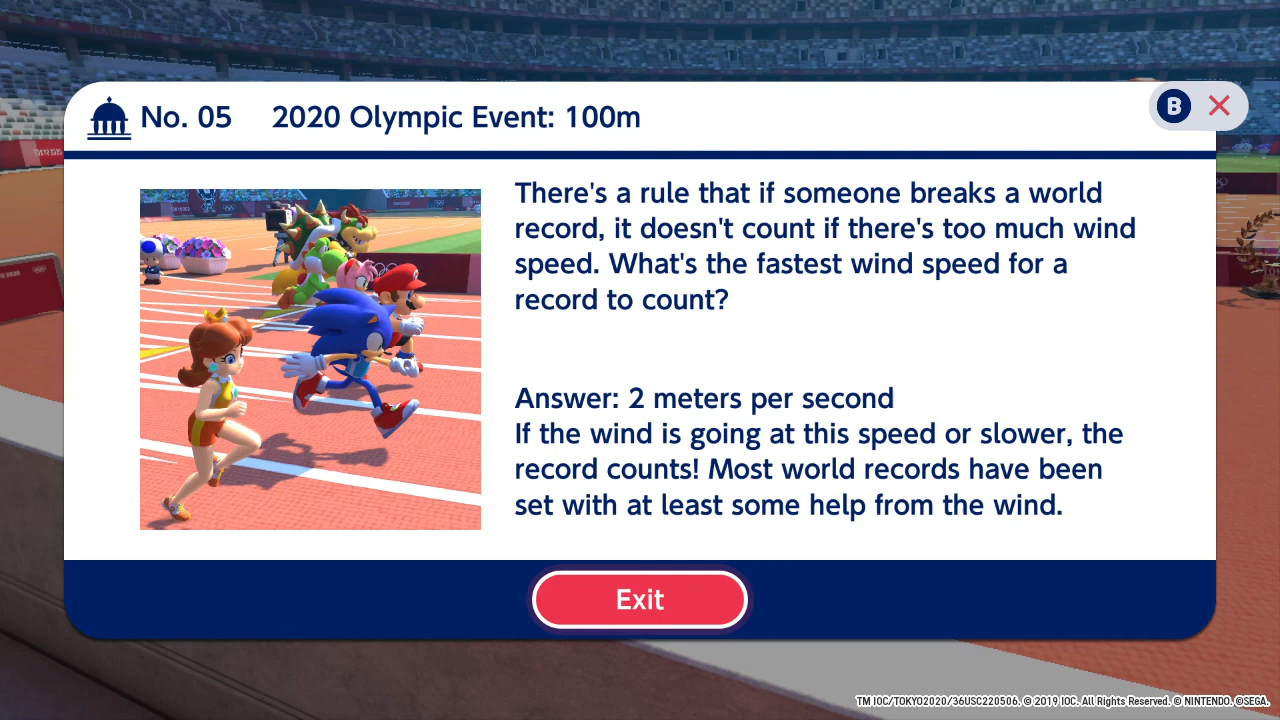 No. 05 2020 Olympic Event: 100m
B
There's a rule that if someone breaks a world
record, it doesn't count if there's too much wind
speed. What's the fastest wind speed for a
record to count?
Answer: 2 meters per second
If the wind is going at this speed or slower, the
record counts! Most world records have been
set with at least some help from the wind.
Exit
TM IOC/TOKYO2020/36USC220506. © 2019 IOC. All Rights Reserved. © NINTENDO. ©SEGA.